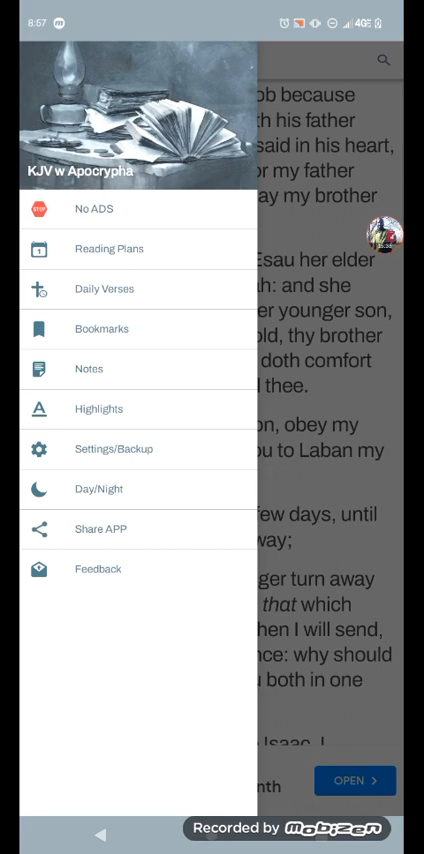 8:57
4GE
KJV w Apocrypha
STOP
No ADS
1
Reading Plans
Daily Verses
Bookmarks
Notes
Highlights
Settings/Backup
Day/Night
Share APP
Feedback
ob because
th his father
said in his heart,
or my father
ay my brother
Esau her elder
ah: and she
er younger son,
old, thy brother
doth comfort
thee.
on, obey my
ou to Laban my
few days, until
way;
ger turn away
that which
hen I will send,
nce: why should
u both in one
Isaac, I
nth
OPEN
Recorded by mobizen